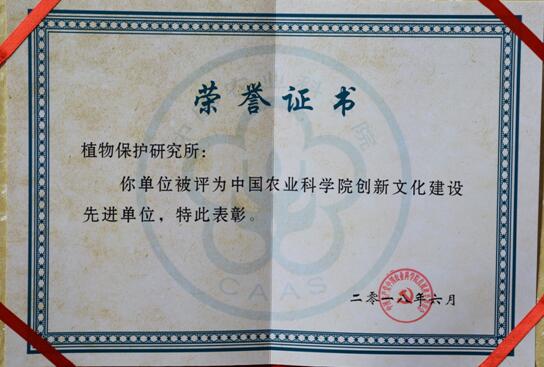 荣誉证书
植物保护研究所：
你单位被评为中国农业科学院创新文化建设
先进单位，特此表彰。
二零一八年六月
CAAS